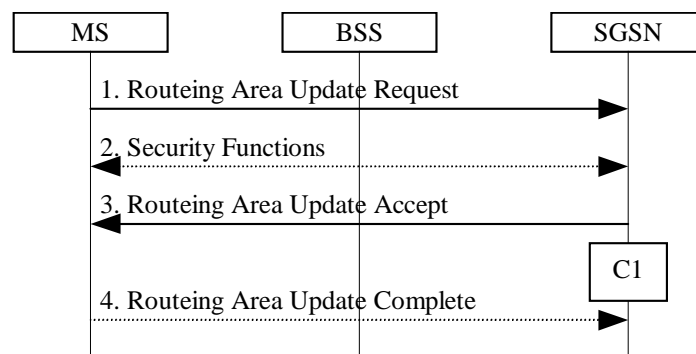 MS BSS SGSN
1. Routeing Area Update Request
2. Security Functions
3. Routeing Area Update Accept
C1
4. Routeing Area Update Complete